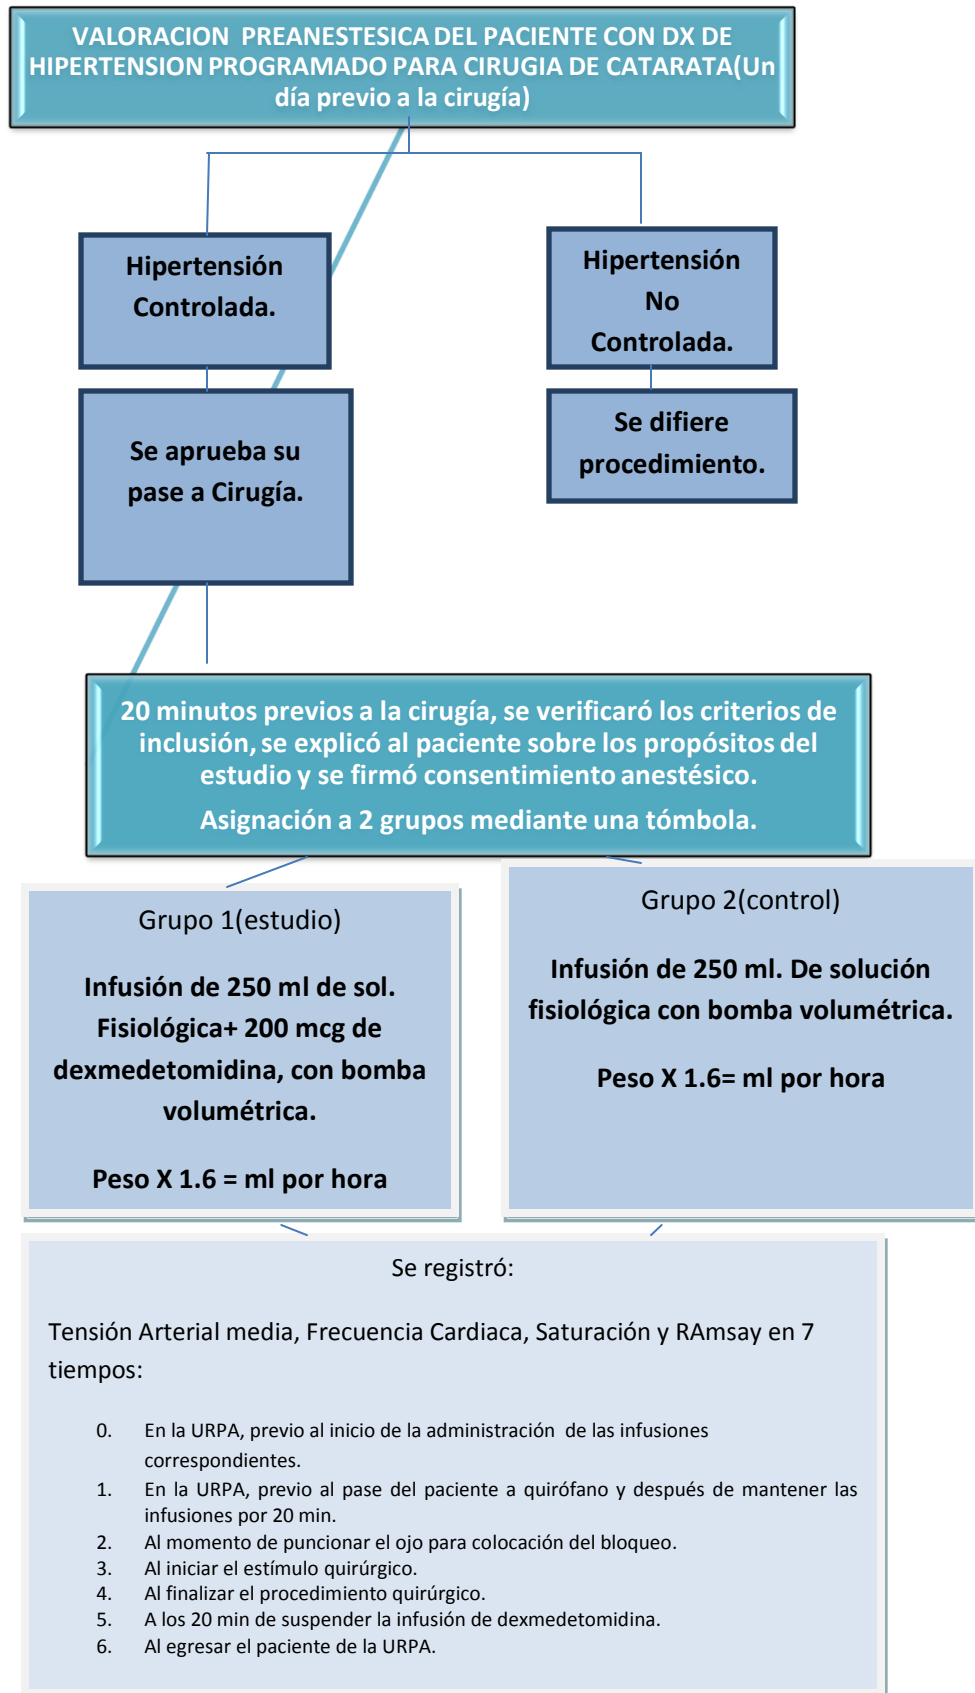 VALORACION PREANESTESICA DEL PACIENTE CON DX DE
HIPERTENSION PROGRAMADO PARA CIRUGIA DE CATARATA(Un
día previo a la cirugía)
Hipertensión
Controlada.
Hipertensión
No
Controlada.
Se aprueba su
pase a Cirugía.
Se difiere
procedimiento.
20 minutos previos a la cirugía, se verificaró los criterios de
inclusión, se explicó al paciente sobre los propósitos del
estudio y se firmó consentimiento anestésico.
Asignación a 2 grupos mediante una tómbola.
Grupo 1(estudio)
Infusión de 250 ml de sol.
Fisiológica+ 200 mcg de
dexmedetomidina, con bomba
volumétrica.
Peso X 1.6 = ml por hora
Grupo 2(control)
Infusión de 250 ml. De solución
fisiológica con bomba volumétrica.
Peso X 1.6= ml por hora
Se registró:
Tensión Arterial media, Frecuencia Cardiaca, Saturación y RAmsay en 7
tiempos:
0. En la URPA, previo al inicio de la administración de las infusiones
correspondientes.
1. En la URPA, previo al pase del paciente a quirófano y después de mantener las
infusiones por 20 min.
2. Al momento de puncionar el ojo para colocación del bloqueo.
3. Al iniciar el estímulo quirúrgico.
4. Al finalizar el procedimiento quirúrgico.
5. A los 20 min de suspender la infusión de dexmedetomidina.
6. Al egresar el paciente de la URPA.